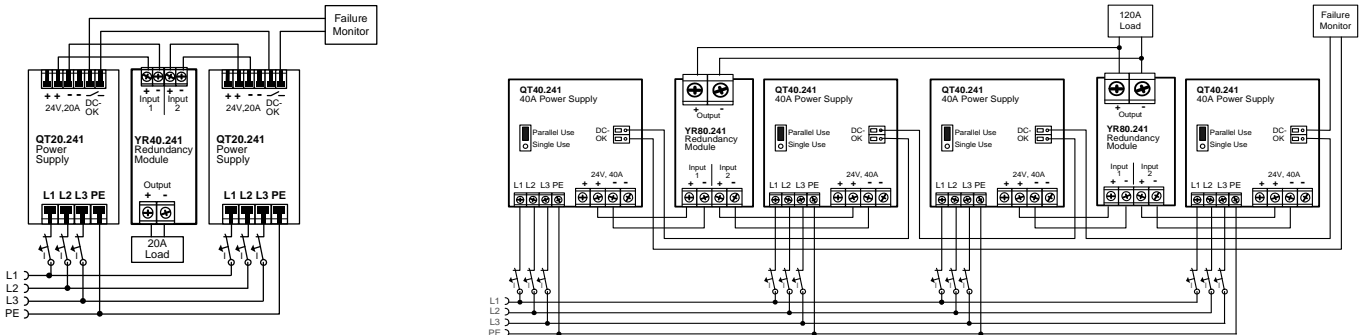 Failure
Monitor
+ + - -
24V,20A
DC-
OK
QT20.241
Power
Supply
L1 L2 L3 PE
+ - + -
Input
1
Input
2
YR40.241
Redundancy
Module
Output
+ -
20A
Load
+ + - -
24V,20A
DC-
OK
QT20.241
Power
Supply
L1 L2 L3 PE
L1
L2
L3
PE
120A
Load
Failure
Monitor
QT40.241
40A Power Supply
Parallel Use
Single Use
DC-
OK
24V, 40A
L1 L2 L3 PE
+ + - -
+ -
Output
YR80.241
Redundancy
Module
Input
1
Input
2
+ - + -
QT40.241
40A Power Supply
Parallel Use
Single Use
DC-
OK
24V, 40A
L1 L2 L3 PE
+ + - -
QT40.241
40A Power Supply
Parallel Use
Single Use
DC-
OK
24V, 40A
L1 L2 L3 PE
+ + - -
+ -
Output
YR80.241
Redundancy
Module
Input
1
Input
2
+ - + -
QT40.241
40A Power Supply
Parallel Use
Single Use
DC-
OK
24V, 40A
L1 L2 L3 PE
+ + - -
L1
L2
L3
PE